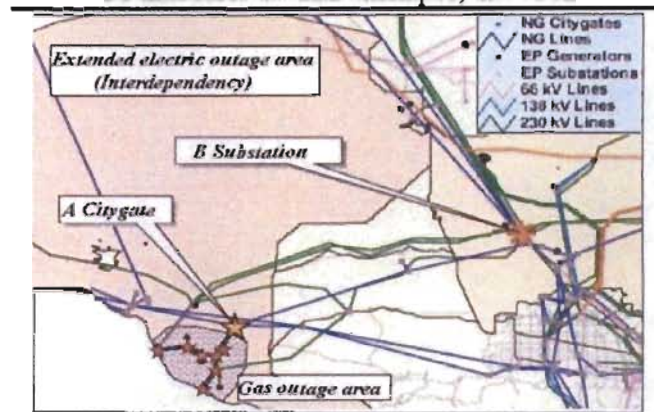 Extended electric outage area
(Interdependency)
B Substation
A Citygate
Gas outage area
NG Citygates
NG Lines
EP Generators
EP Substations
66 kV Lines
138 kV Lines
230 kV Lines